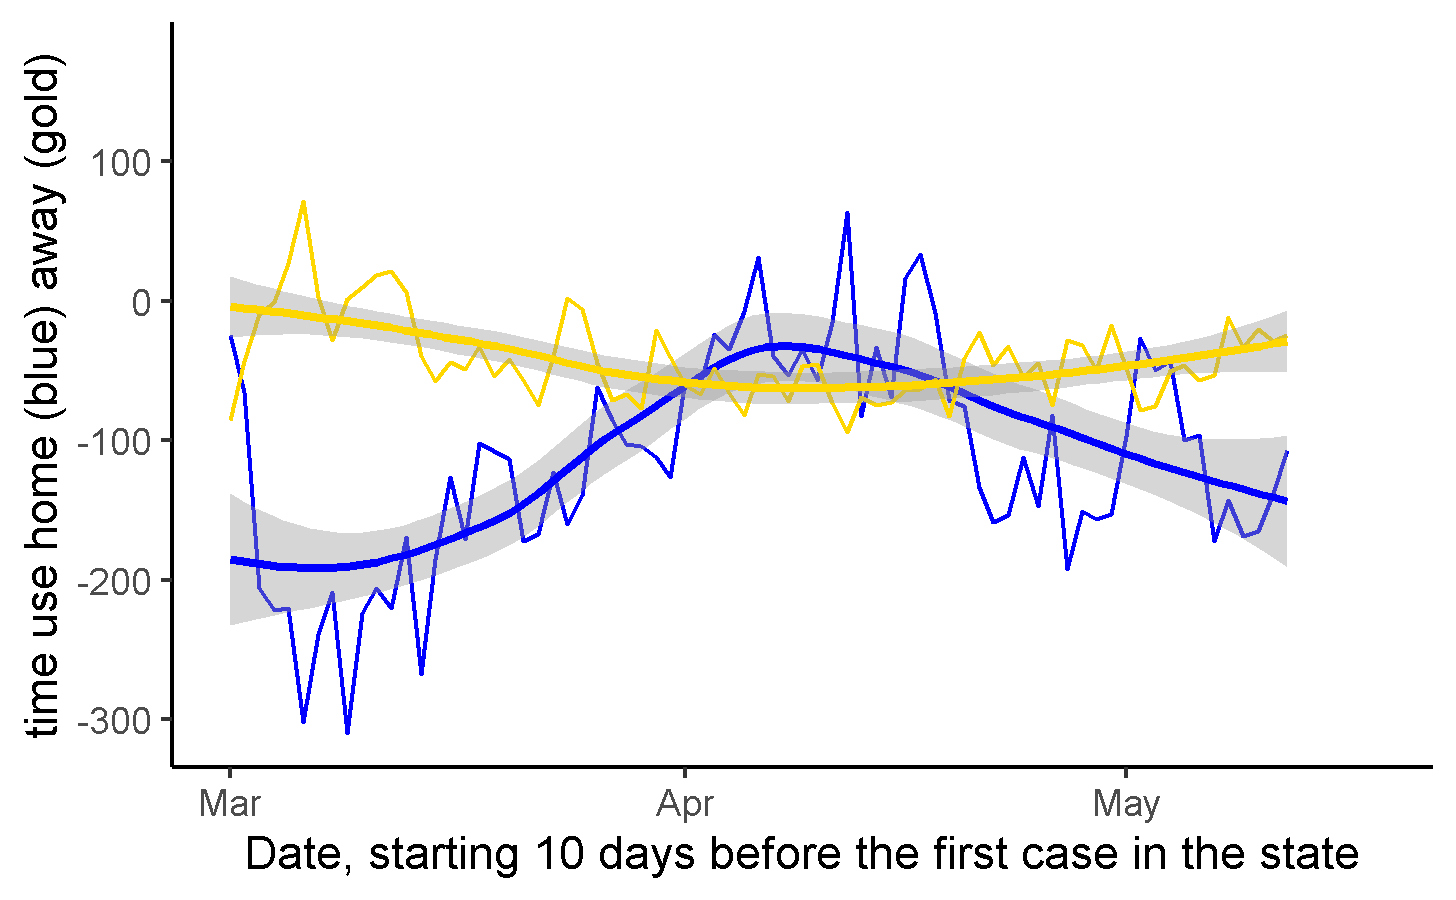 time use home (blue) away (gold)
100
0
-100
-200
-300
Mar
Apr
May
Date, starting 10 days before the first case in the state